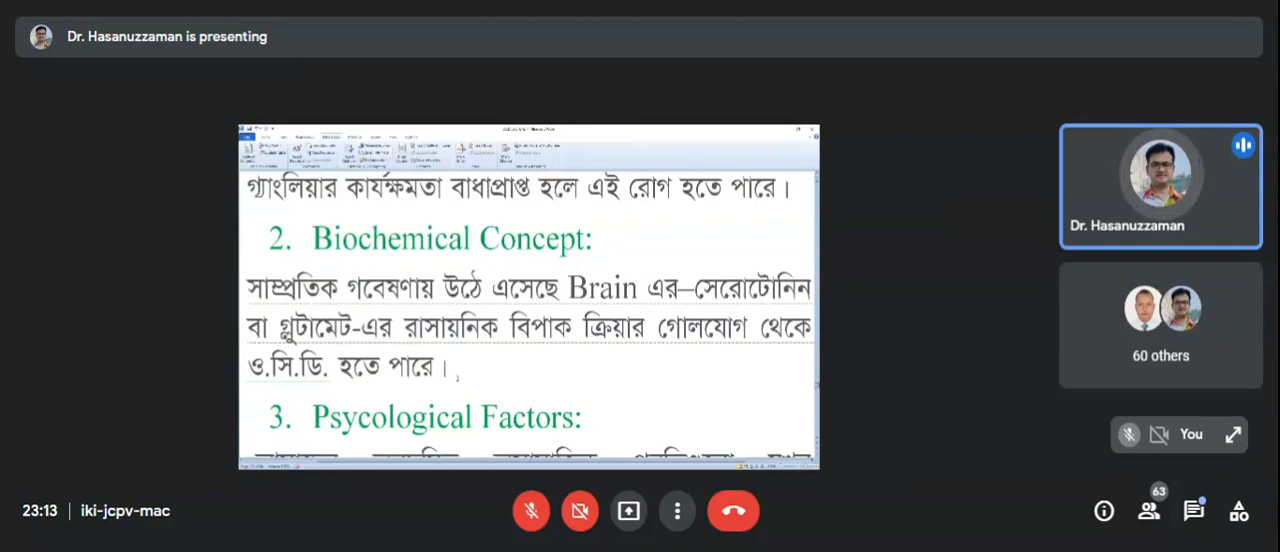 Dr. Hasanuzzaman is presenting
গ্যাংলিয়ার কার্যক্ষমতা বাধাপ্রাপ্ত হলে এই রোগ হতে পারে।
2. Biochemical Concept:
সাম্প্রতিক গবেষণায় উঠে এসেছে Brain এর–সেরোটোনিন
বা গ্লুটামেট-এর রাসায়নিক বিপাক ক্রিয়ার গোলযোগ থেকে
ও.সি.ডি. হতে পারে।
3. Psycological Factors:
Dr. Hasanuzzaman
60 others
You
23:13 | iki-jcpv-mac
63